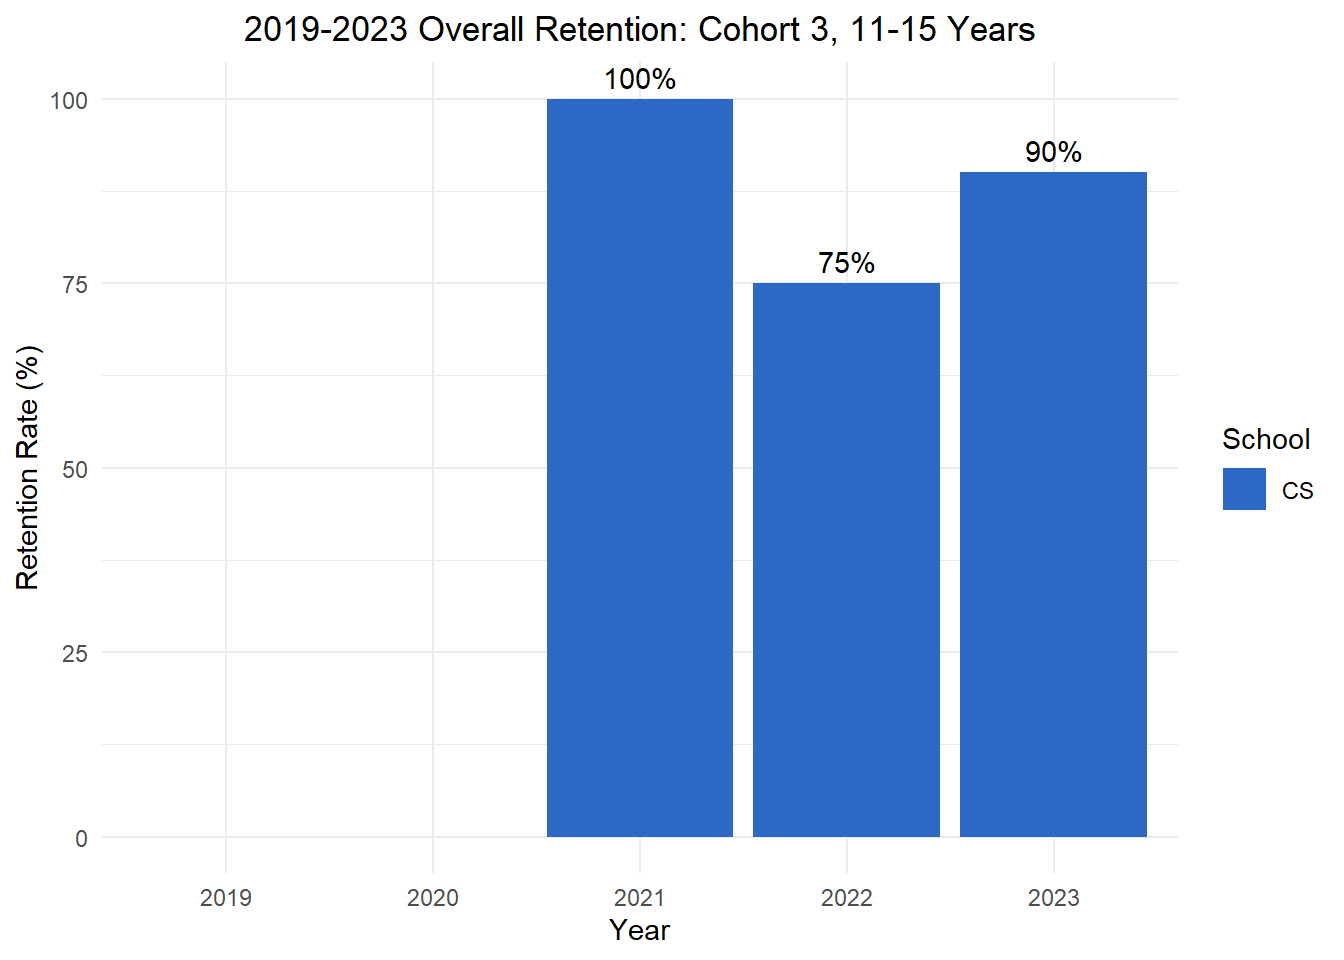 2019-2023 Overall Retention: Cohort 3, 11-15 Years
100%
90%
75%
100
75
50
25
0
Retention Rate (%)
2019 2020 2021 2022 2023
Year
School
CS